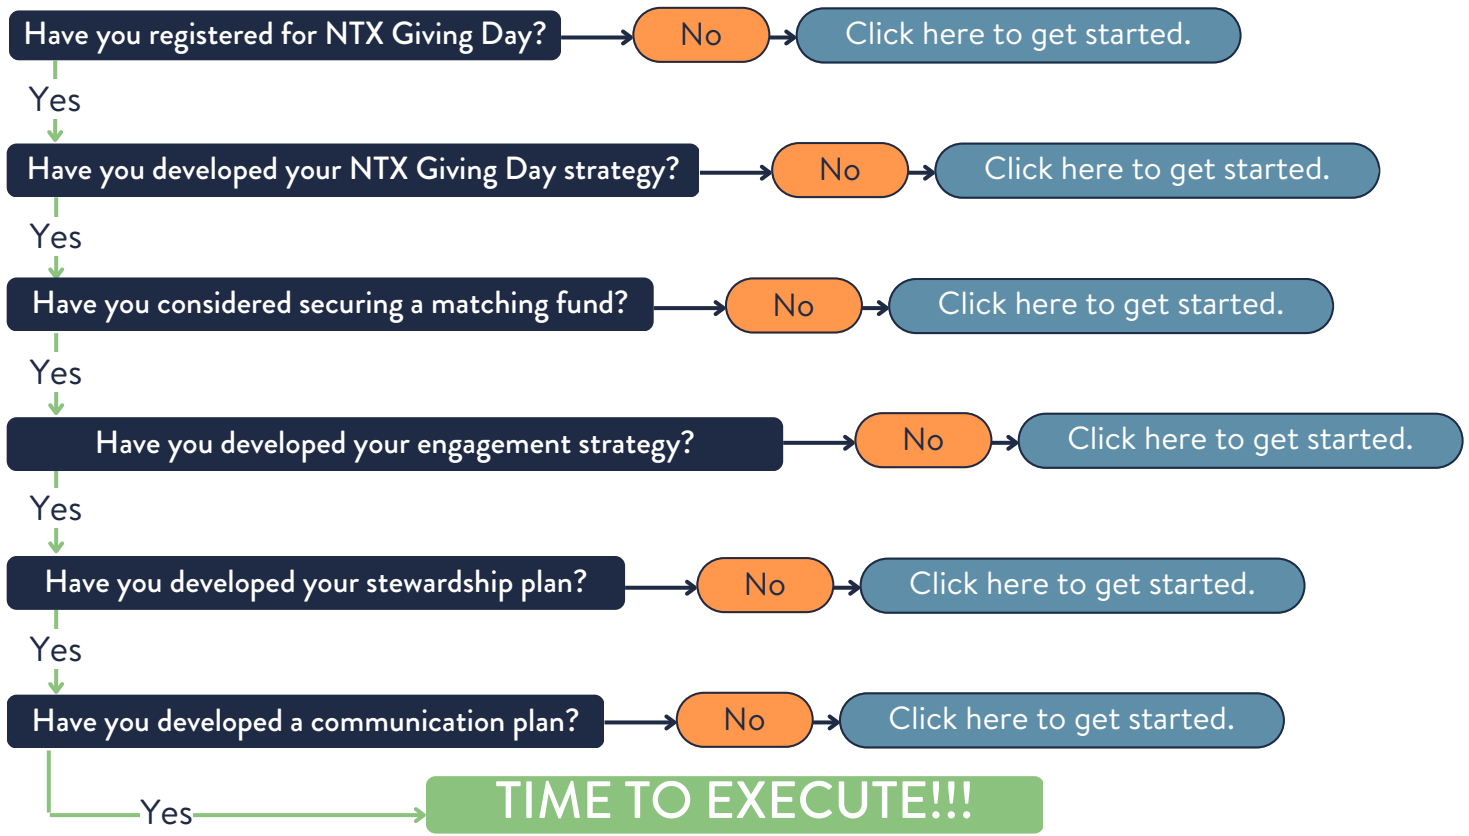 Have you registered for NTX Giving Day? No Click here to get started.
Yes
Have you developed your NTX Giving Day strategy? No Click here to get started.
Yes
Have you considered securing a matching fund? No Click here to get started.
Yes
Have you developed your engagement strategy? No Click here to get started.
Yes
Have you developed your stewardship plan? No Click here to get started.
Yes
Have you developed a communication plan? No Click here to get started.
Yes TIME TO EXECUTE!!!